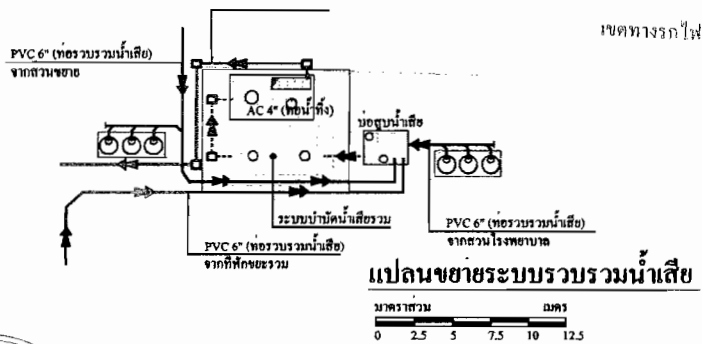 เขตทางรถไฟ
PVC 6" (ท่อรวบรวมน้ำเสีย)
จากส่วนขยาย
AC 4" (ท่อน้ำทิ้ง)
บ่อสูบน้ำเสีย
ระบบบำบัดน้ำเสียรวม
PVC 6" (ท่อรวบรวมน้ำเสีย)
จากส่วนโรงพยาบาล
PVC 6" (ท่อรวบรวมน้ำเสีย)
จากที่พักขยะรวม
แปลนขยายระบบรวบรวมน้ำเสีย
มาตราส่วน เมตร
0 2.5 5 7.5 10 12.5